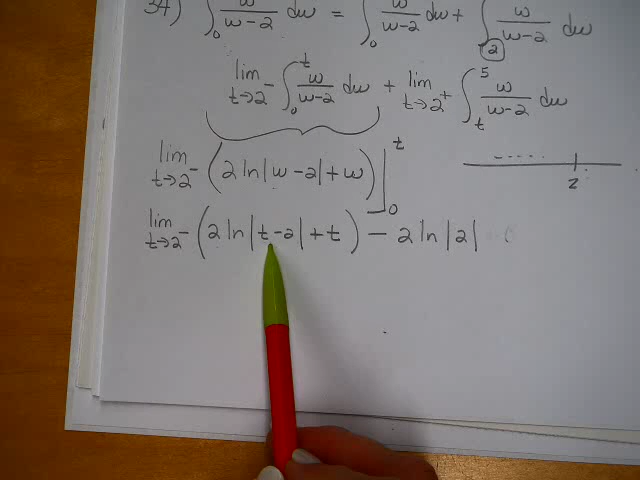 34) ∫₀ w/(w-2) dw = ∫₀ w/(w-2) dw + ∫₂ w/(w-2) dw
lim t→2⁻ ∫₀ᵗ w/(w-2) dw + lim t→2⁺ ∫ₜ⁵ w/(w-2) dw
lim t→2⁻ (2 ln|w-2| + w) |₀ᵗ
2
lim t→2⁻ (2 ln|t-2| + t) - 2 ln|2|